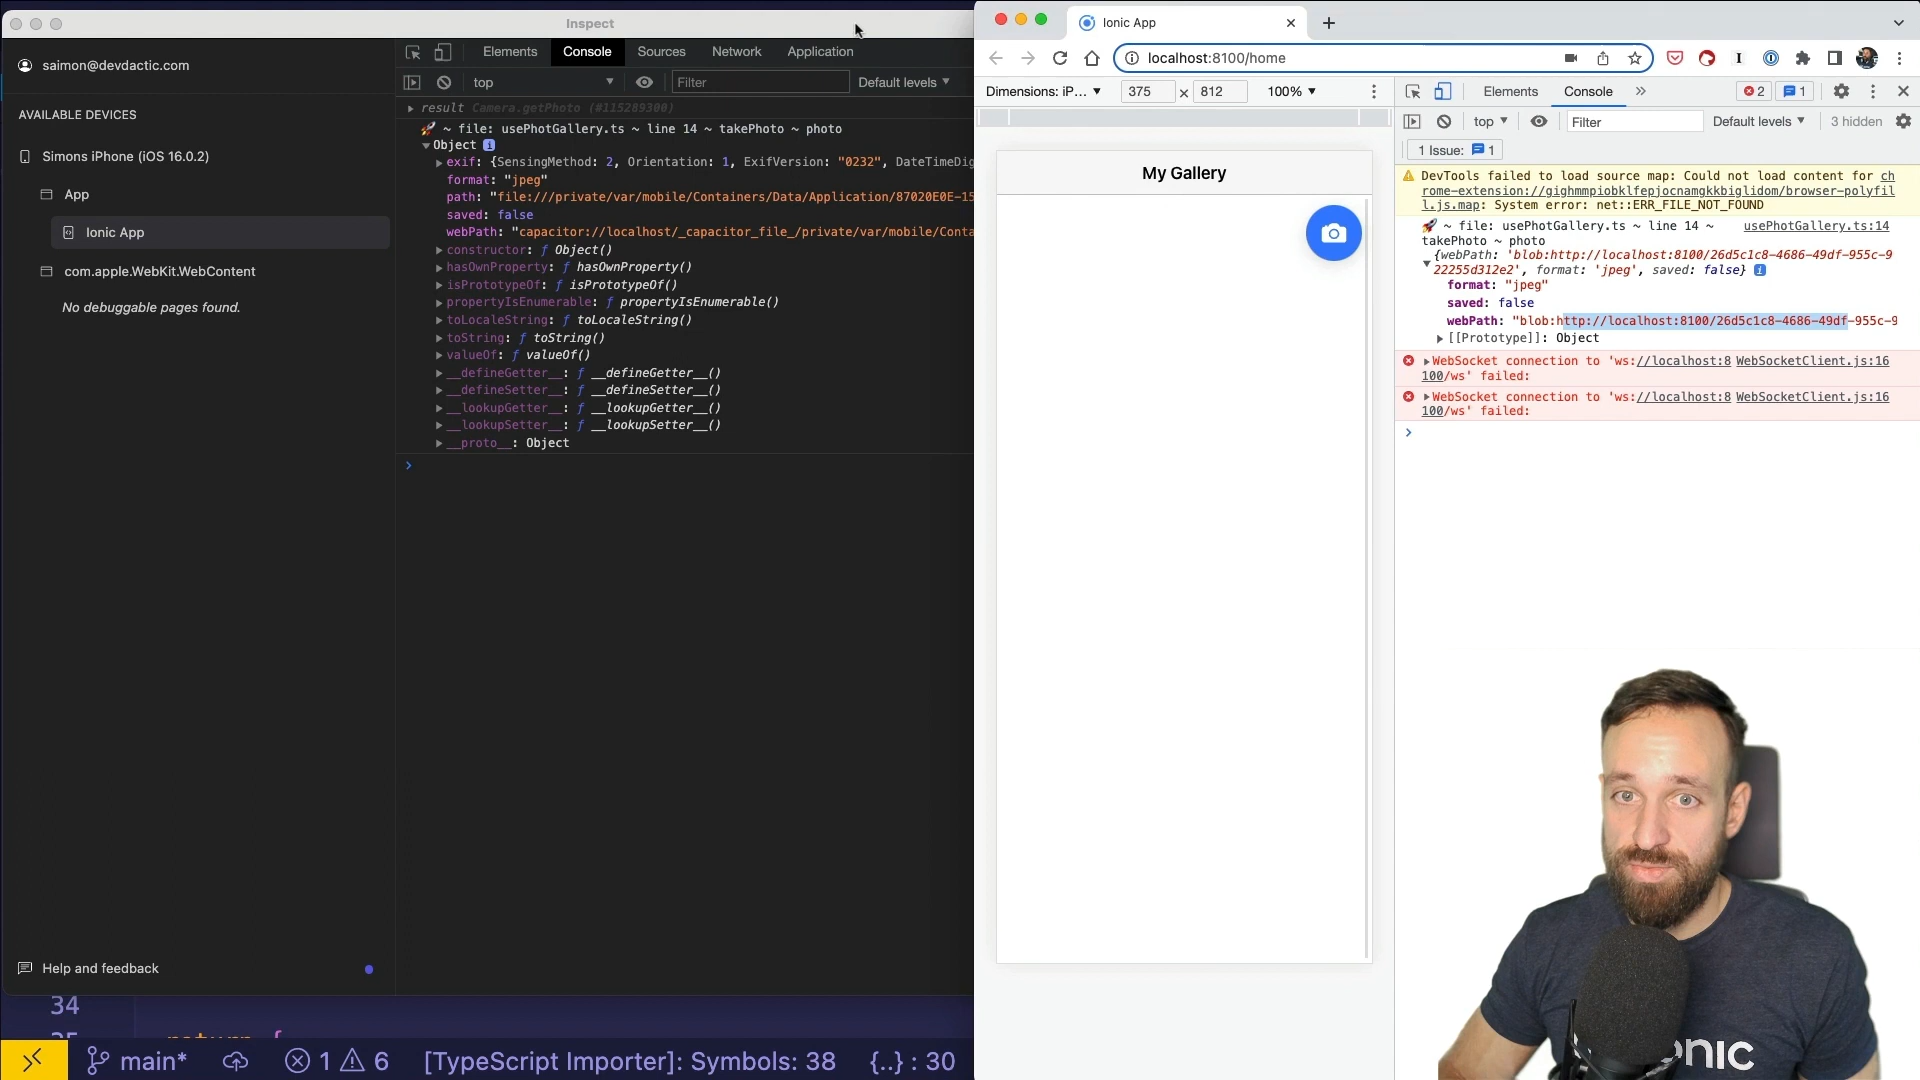 Inspect
saimon@devdactic.com
AVAILABLE DEVICES
Simons iPhone (iOS 16.0.2)
App
Ionic App
com.apple.WebKit.WebContent
No debuggable pages found.
Help and feedback
Elements
Console
Sources
Network
Application
top
Filter
Default levels
result Camera.getPhoto (#115289300)
🚀 ~ file: usePhotGallery.ts ~ line 14 ~ takePhoto ~ photo
Object i
exif: {SensingMethod: 2, Orientation: 1, ExifVersion: "0232", DateTimeDig
format: "jpeg"
path: "file:///private/var/mobile/Containers/Data/Application/87020E0E-15
saved: false
webPath: "capacitor://localhost/_capacitor_file_/private/var/mobile/Conta
constructor: ƒ Object()
hasOwnProperty: ƒ hasOwnProperty()
isPrototypeOf: ƒ isPrototypeOf()
propertyIsEnumerable: ƒ propertyIsEnumerable()
toLocaleString: ƒ toLocaleString()
toString: ƒ toString()
valueOf: ƒ valueOf()
__defineGetter__: ƒ __defineGetter__()
__defineSetter__: ƒ __defineSetter__()
__lookupGetter__: ƒ __lookupGetter__()
__lookupSetter__: ƒ __lookupSetter__()
__proto__: Object
34
main*
1
6
[TypeScript Importer]: Symbols: 38
{..} : 30
Ionic App
localhost:8100/home
Dimensions: iP...
375
×
812
100%
My Gallery
Elements
Console
2
1
top
Filter
Default levels
3 hidden
1 Issue:
1
DevTools failed to load source map: Could not load content for ch
rome-extension://gighmmpiobklfepjocnamgkkbiglidom/browser-polyfil
l.js.map: System error: net::ERR_FILE_NOT_FOUND
🚀 ~ file: usePhotGallery.ts ~ line 14 ~ usePhotGallery.ts:14
takePhoto ~ photo
{webPath: 'blob:http://localhost:8100/26d5c1c8-4686-49df-955c-9
22255d312e2', format: 'jpeg', saved: false} i
format: "jpeg"
saved: false
webPath: "blob:http://localhost:8100/26d5c1c8-4686-49df-955c-9
[[Prototype]]: Object
WebSocket connection to 'ws://localhost:8 WebSocketClient.js:16
100/ws' failed:
WebSocket connection to 'ws://localhost:8 WebSocketClient.js:16
100/ws' failed:
onic